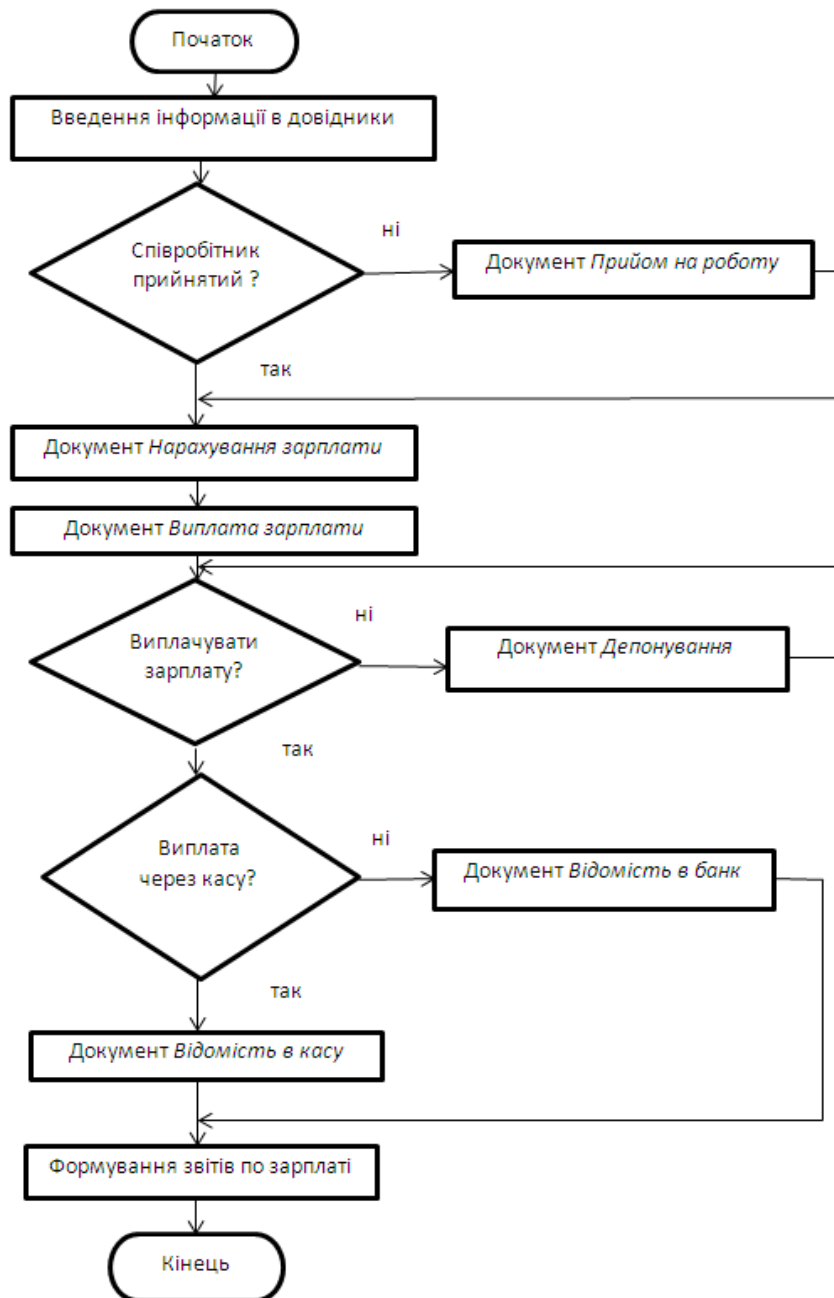 Початок
Введення інформації в довідники
Співробітник
прийнятий ?
ні
Документ Прийом на роботу
так
Документ Нарахування зарплати
Документ Виплата зарплати
Виплачувати
зарплату?
ні
Документ Депонування
так
Виплата
через касу?
ні
Документ Відомість в банк
так
Документ Відомість в касу
Формування звітів по зарплаті
Кінець